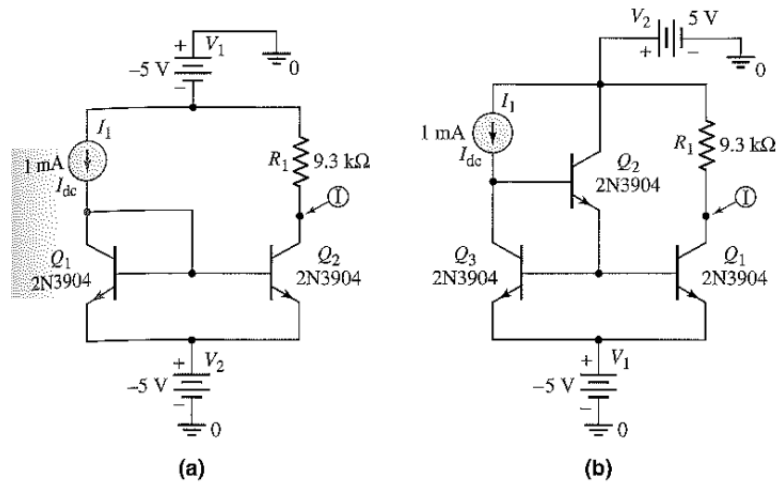 + V1
−5 V
−
0
I1
1 mA
Idc
R1 9.3 kΩ
I
Q1
2N3904
Q2
2N3904
+ V2
−5 V
−
0
(a)
V2 5 V
+ −
0
I1
1 mA
Idc
R1 9.3 kΩ
Q2
2N3904
I
Q3
2N3904
Q1
2N3904
+ V1
−5 V
−
0
(b)